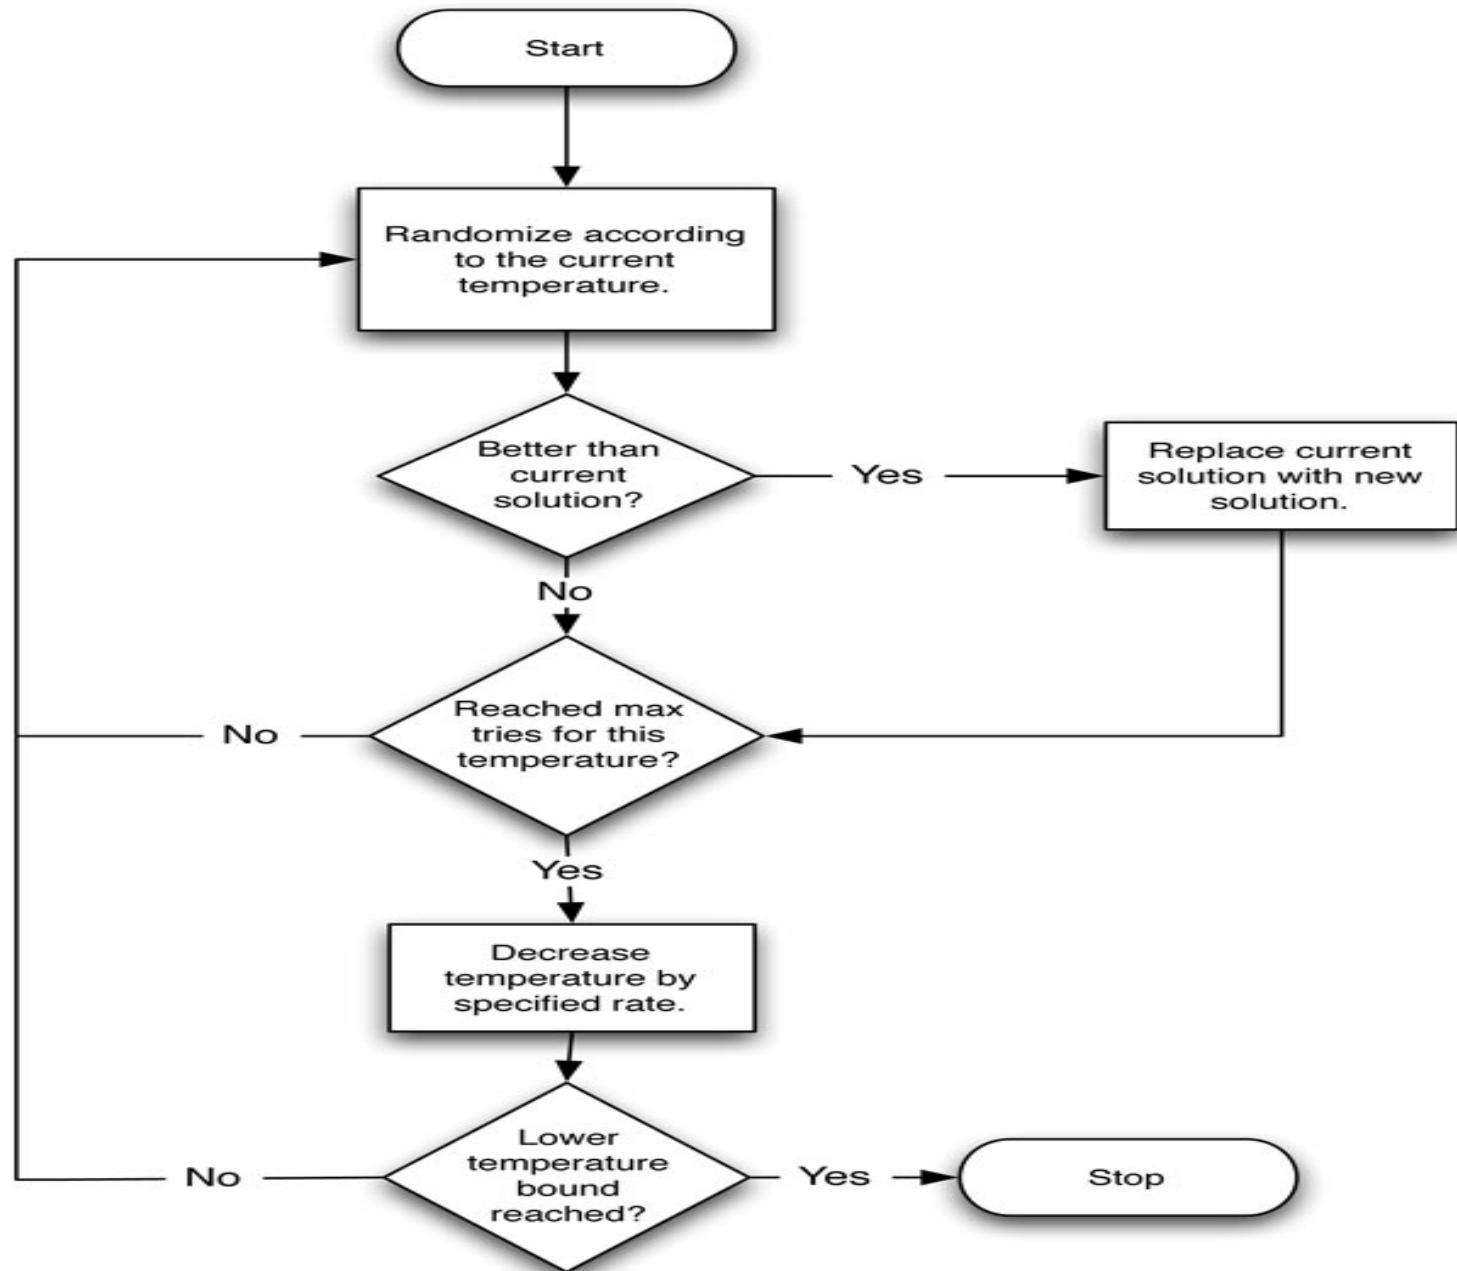 Start
Randomize according
to the current
temperature.
Better than
current
solution?
Yes
Replace current
solution with new
solution.
No
Reached max
tries for this
temperature?
No
Yes
Decrease
temperature by
specified rate.
Lower
temperature
bound
reached?
No
Yes
Stop